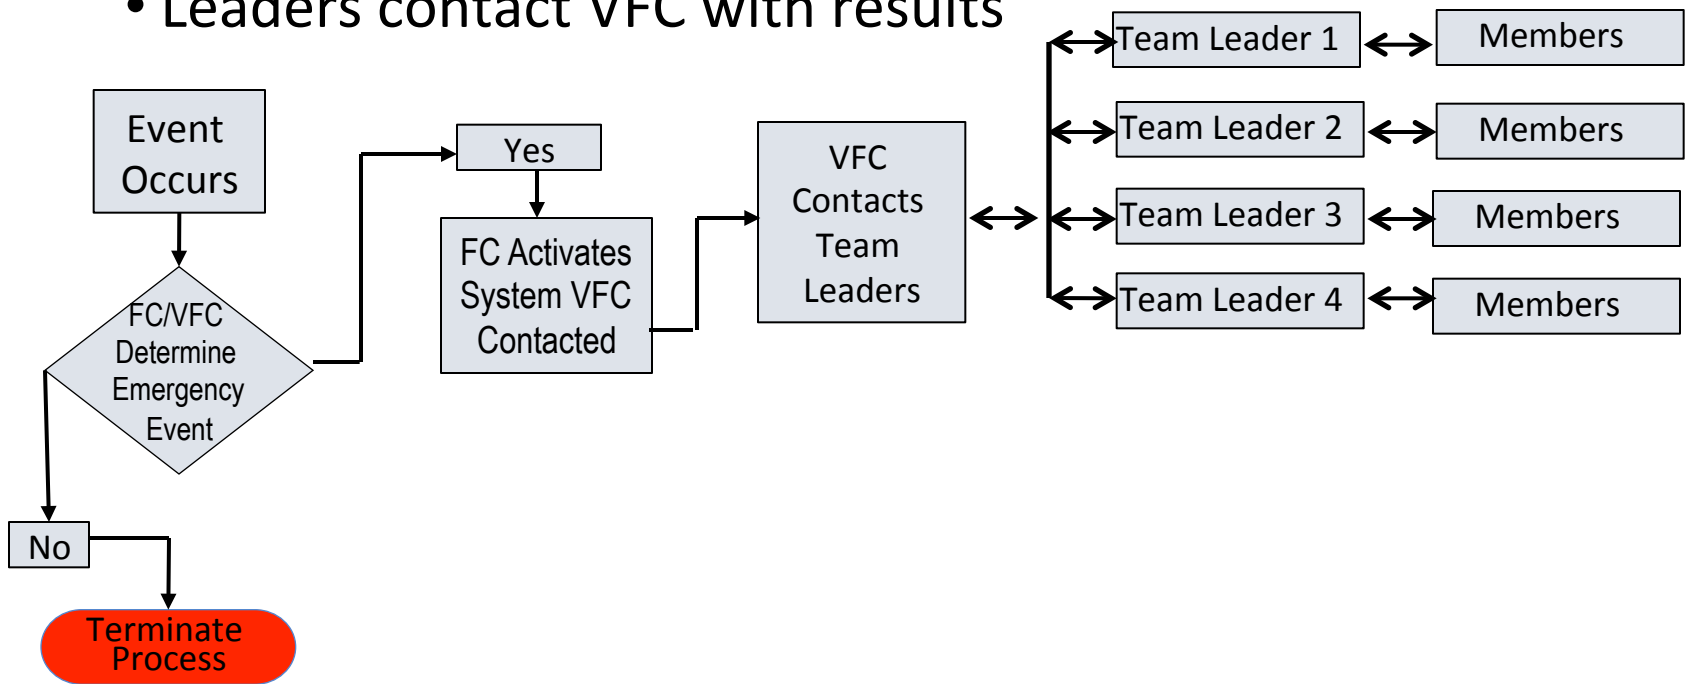 • Leaders contact VFC with results
Event
Occurs
FC/VFC
Determine
Emergency
Event
No
Terminate
Process
Yes
FC Activates
System VFC
Contacted
VFC
Contacts
Team
Leaders
Team Leader 1
Members
Team Leader 2
Members
Team Leader 3
Members
Team Leader 4
Members